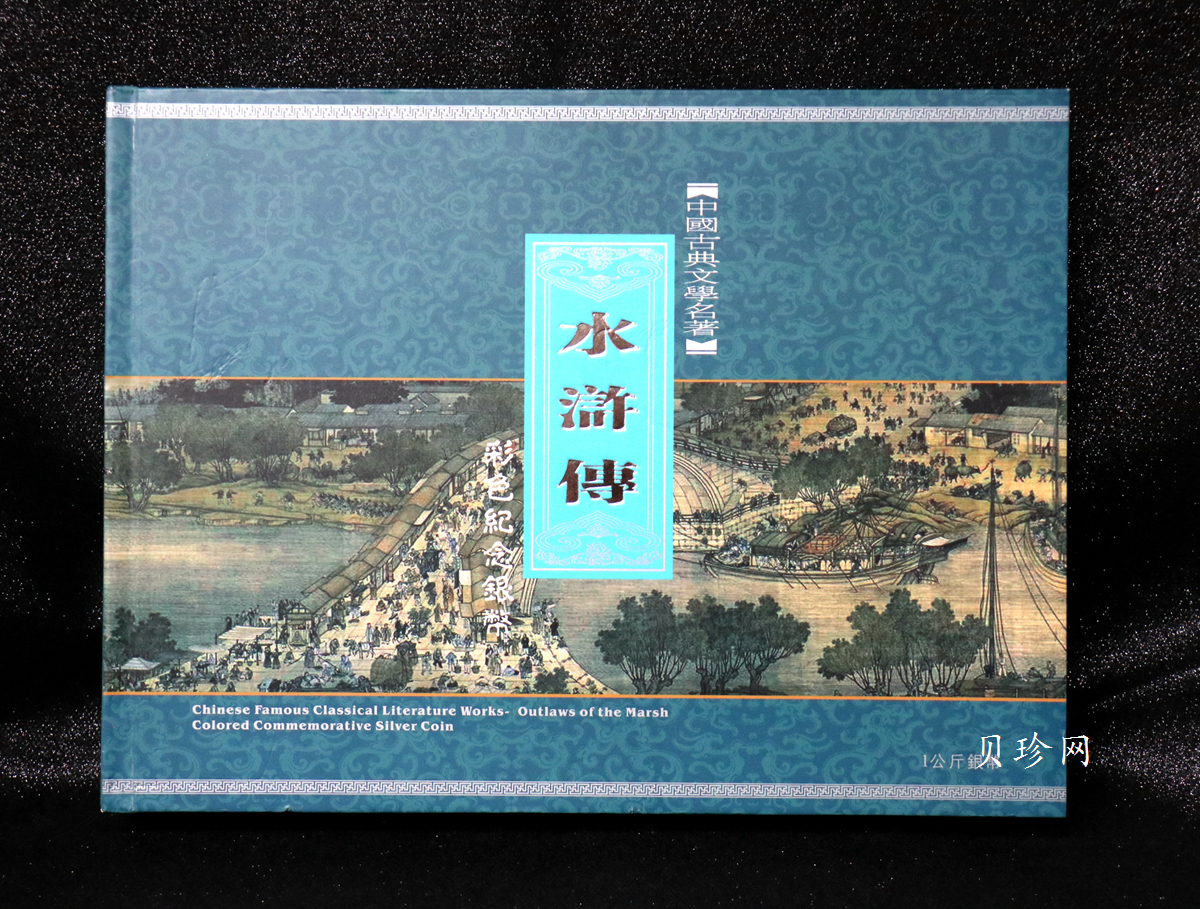 【中國古典文學名著】
水滸傳
彩色紀念銀幣
Chinese Famous Classical Literature Works- Outlaws of the Marsh
Colored Commemorative Silver Coin
1公斤銀幣
贝珍网